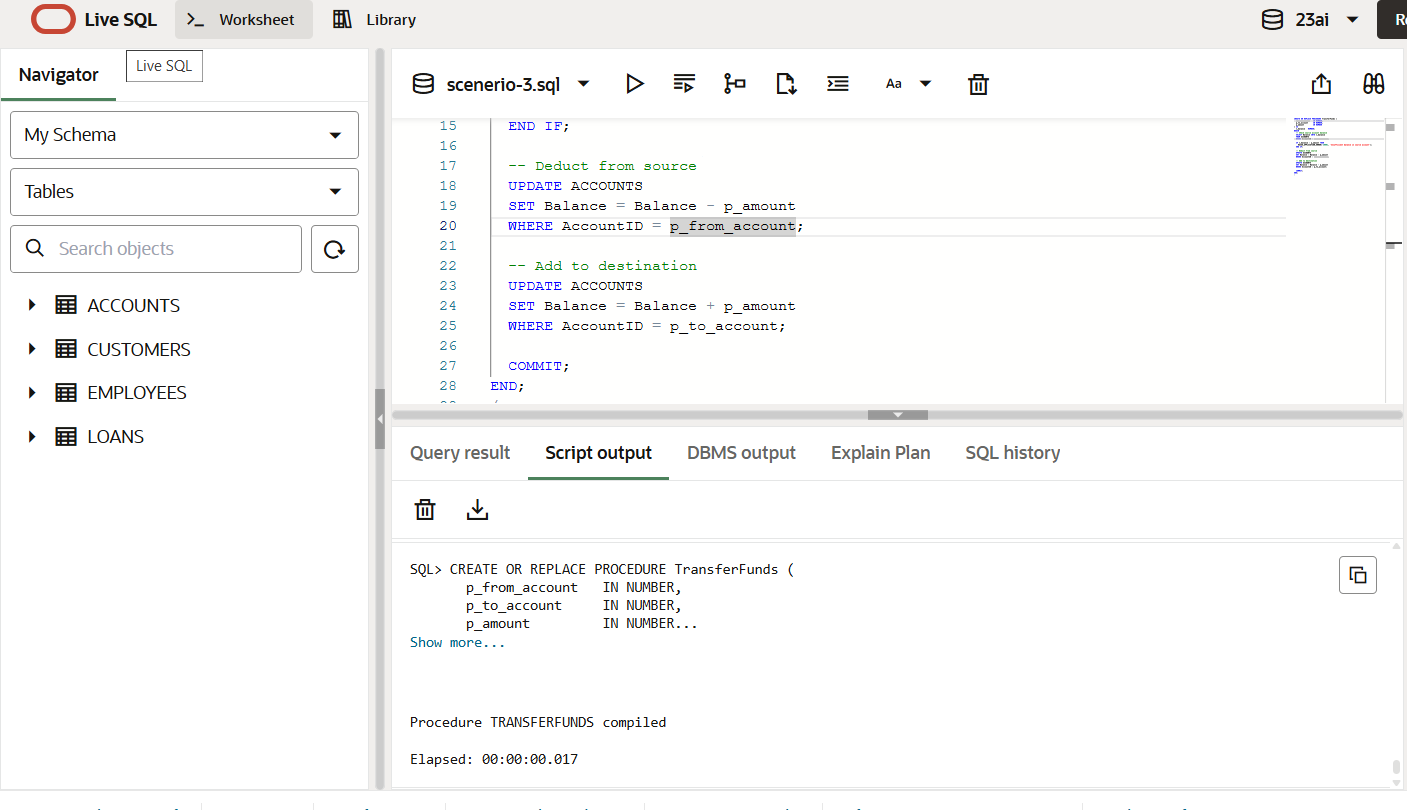 Live SQL
Worksheet
Library
23ai
Navigator
Live SQL
My Schema
Tables
Search objects
ACCOUNTS
CUSTOMERS
EMPLOYEES
LOANS
scenerio-3.sql
Aa
15 END IF;
16
17 -- Deduct from source
18 UPDATE ACCOUNTS
19 SET Balance = Balance - p_amount
20 WHERE AccountID = p_from_account;
21
22 -- Add to destination
23 UPDATE ACCOUNTS
24 SET Balance = Balance + p_amount
25 WHERE AccountID = p_to_account;
26
27 COMMIT;
28 END;
Query result
Script output
DBMS output
Explain Plan
SQL history
SQL> CREATE OR REPLACE PROCEDURE TransferFunds (
p_from_account IN NUMBER,
p_to_account IN NUMBER,
p_amount IN NUMBER...
Show more...
Procedure TRANSFERFUNDS compiled
Elapsed: 00:00:00.017